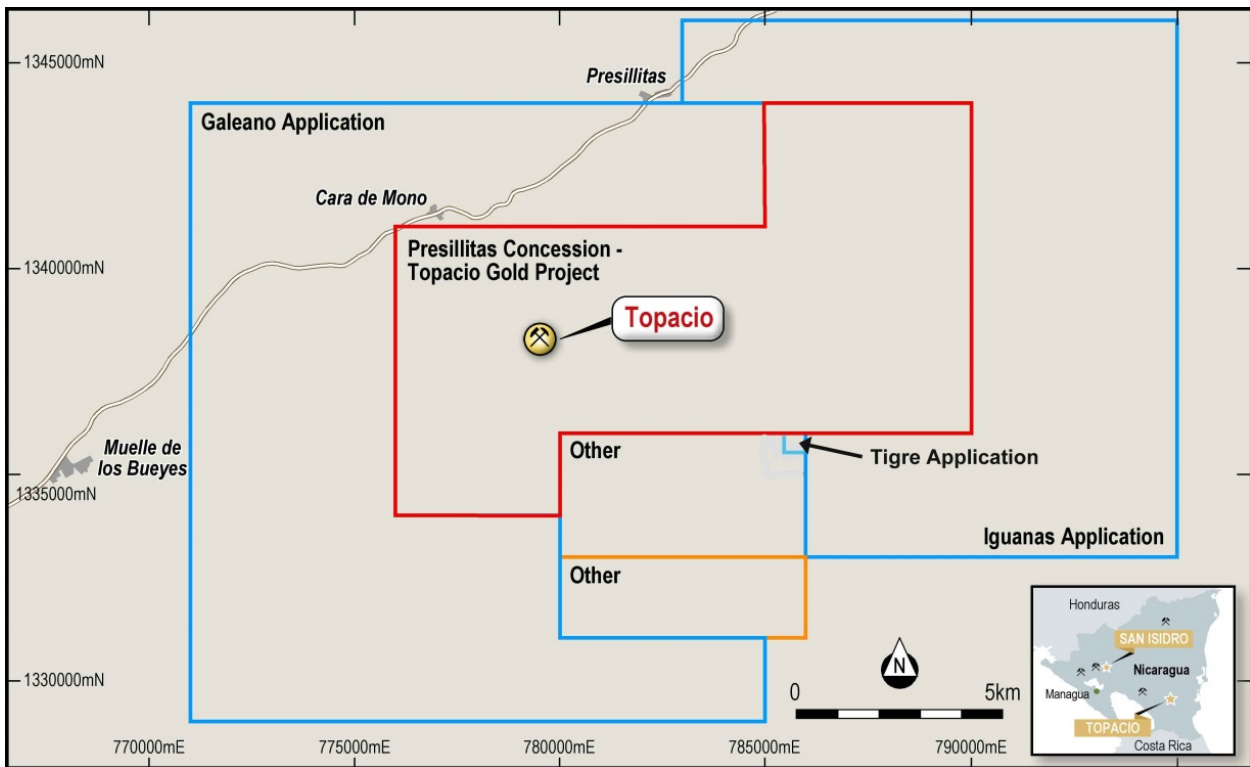 1345000mN
Presillitas
Galeano Application
Cara de Mono
Presillitas Concession -
Topacio Gold Project
1340000mN
Topacio
Muelle de
los Bueyes
Other
Tigre Application
1335000mN
Iguanas Application
Other
1330000mN
N
0 5km
770000mE 775000mE 780000mE 785000mE 790000mE
Honduras
SAN ISIDRO
Nicaragua
Managua
TOPACIO
Costa Rica